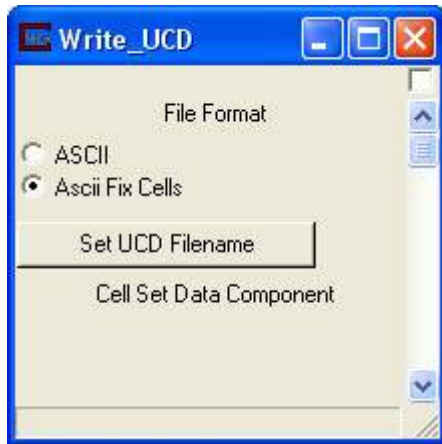 Write_UCD
File Format
ASCII
Ascii Fix Cells
Set UCD Filename
Cell Set Data Component